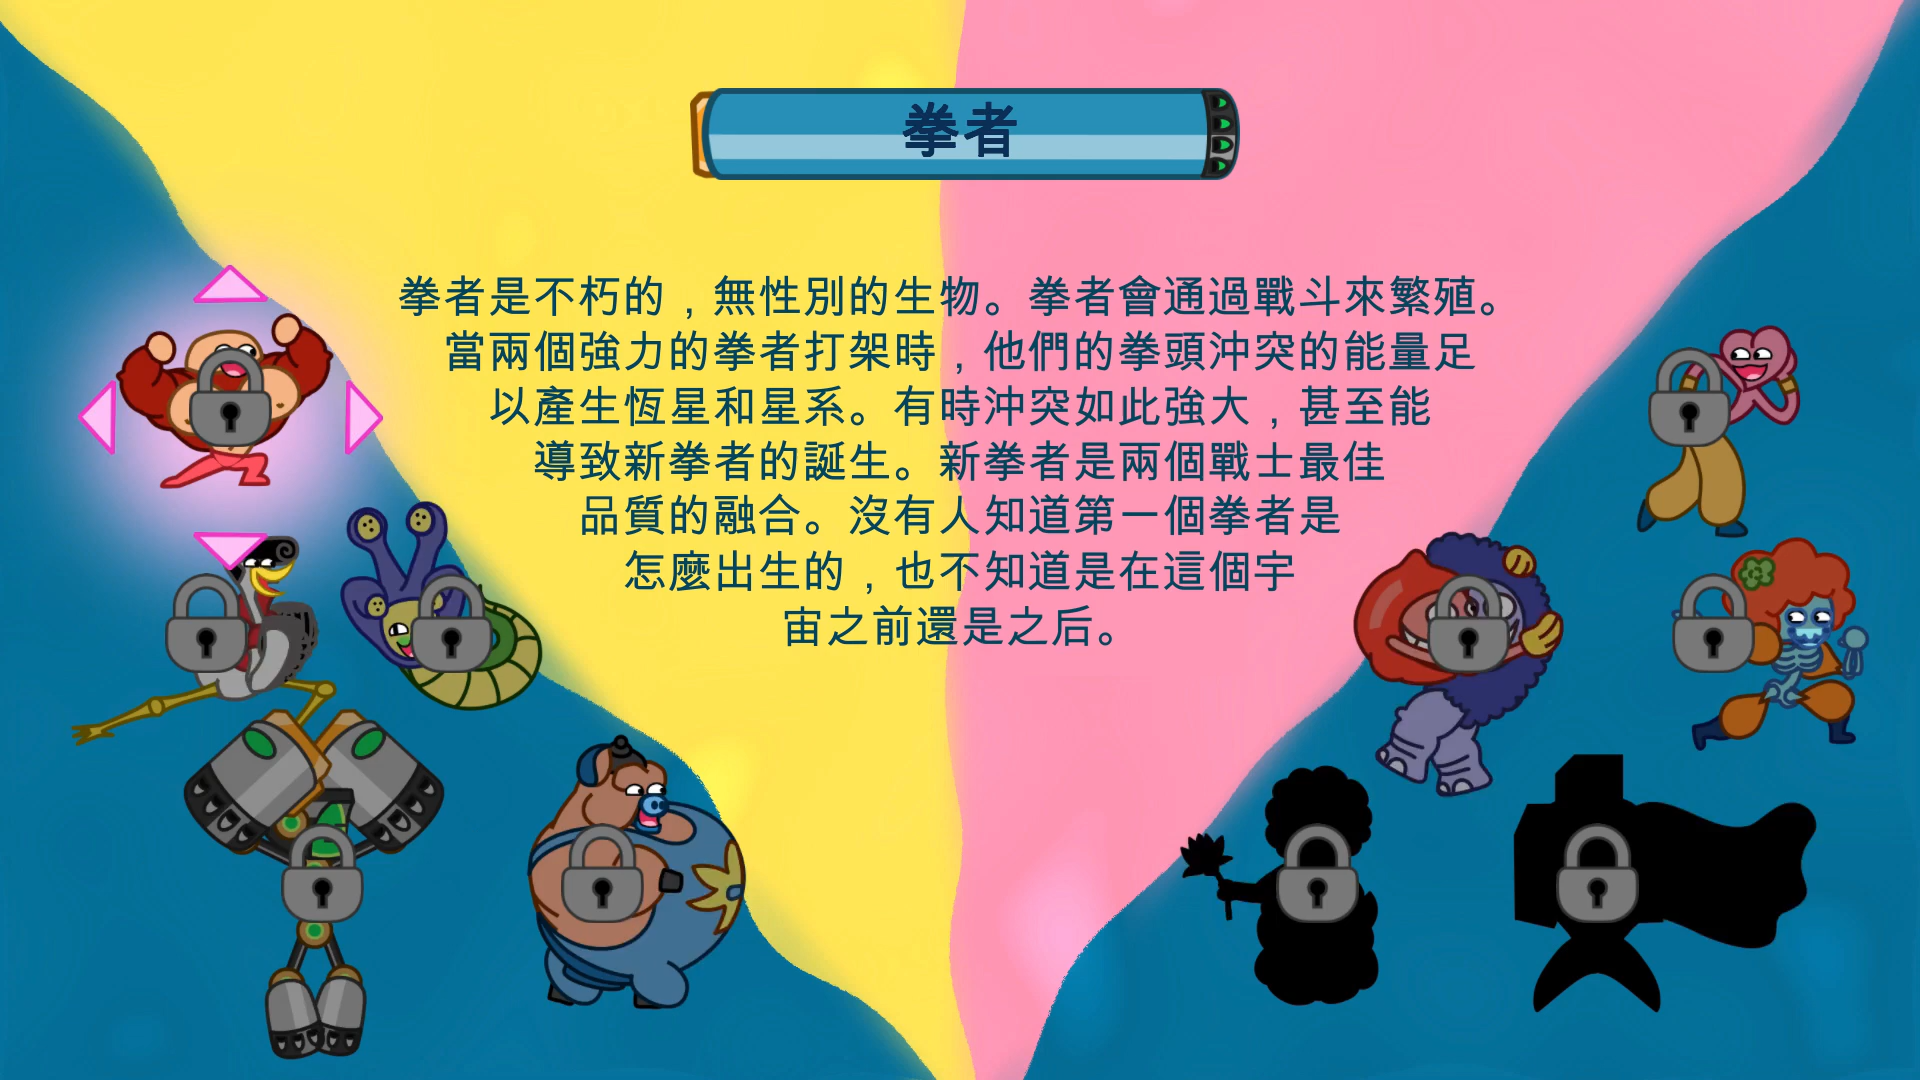 拳者
拳者是不朽的，無性別的生物。拳者會通過戰斗來繁殖。
當兩個強力的拳者打架時，他們的拳頭沖突的能量足
以產生恆星和星系。有時沖突如此強大，甚至能
導致新拳者的誕生。新拳者是兩個戰士最佳
品質的融合。沒有人知道第一個拳者是
怎麼出生的，也不知道是在這個宇
宙之前還是之后。